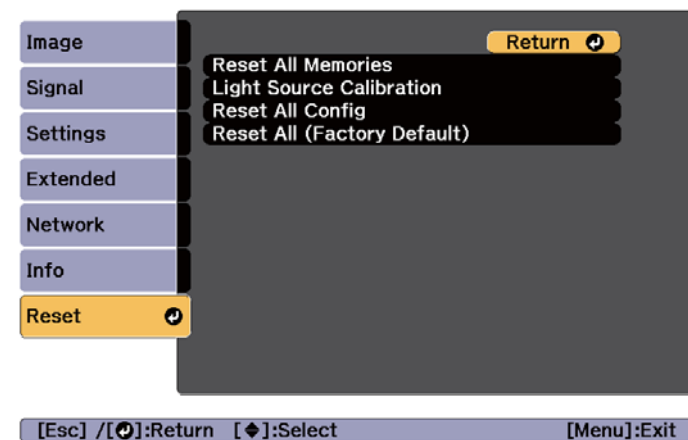 Image
Signal
Settings
Extended
Network
Info
Reset
Return
Reset All Memories
Light Source Calibration
Reset All Config
Reset All (Factory Default)
[Esc] /[⏎]:Return [◆]:Select [Menu]:Exit